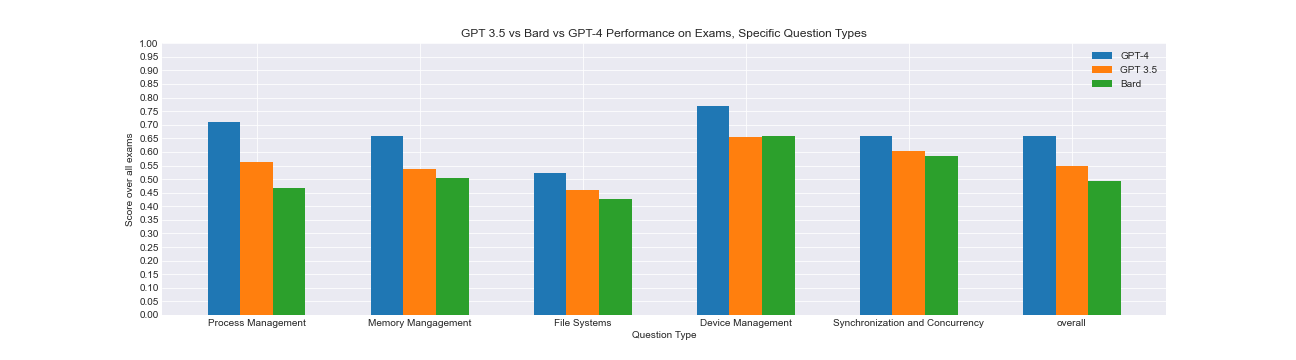 GPT 3.5 vs Bard vs GPT-4 Performance on Exams, Specific Question Types
1.00
0.95
0.90
0.85
0.80
0.75
0.70
0.65
0.60
0.55
0.50
0.45
0.40
0.35
0.30
0.25
0.20
0.15
0.10
0.05
0.00
Score over all exams
GPT-4
GPT 3.5
Bard
Process Management
Memory Mangagement
File Systems
Device Management
Synchronization and Concurrency
overall
Question Type